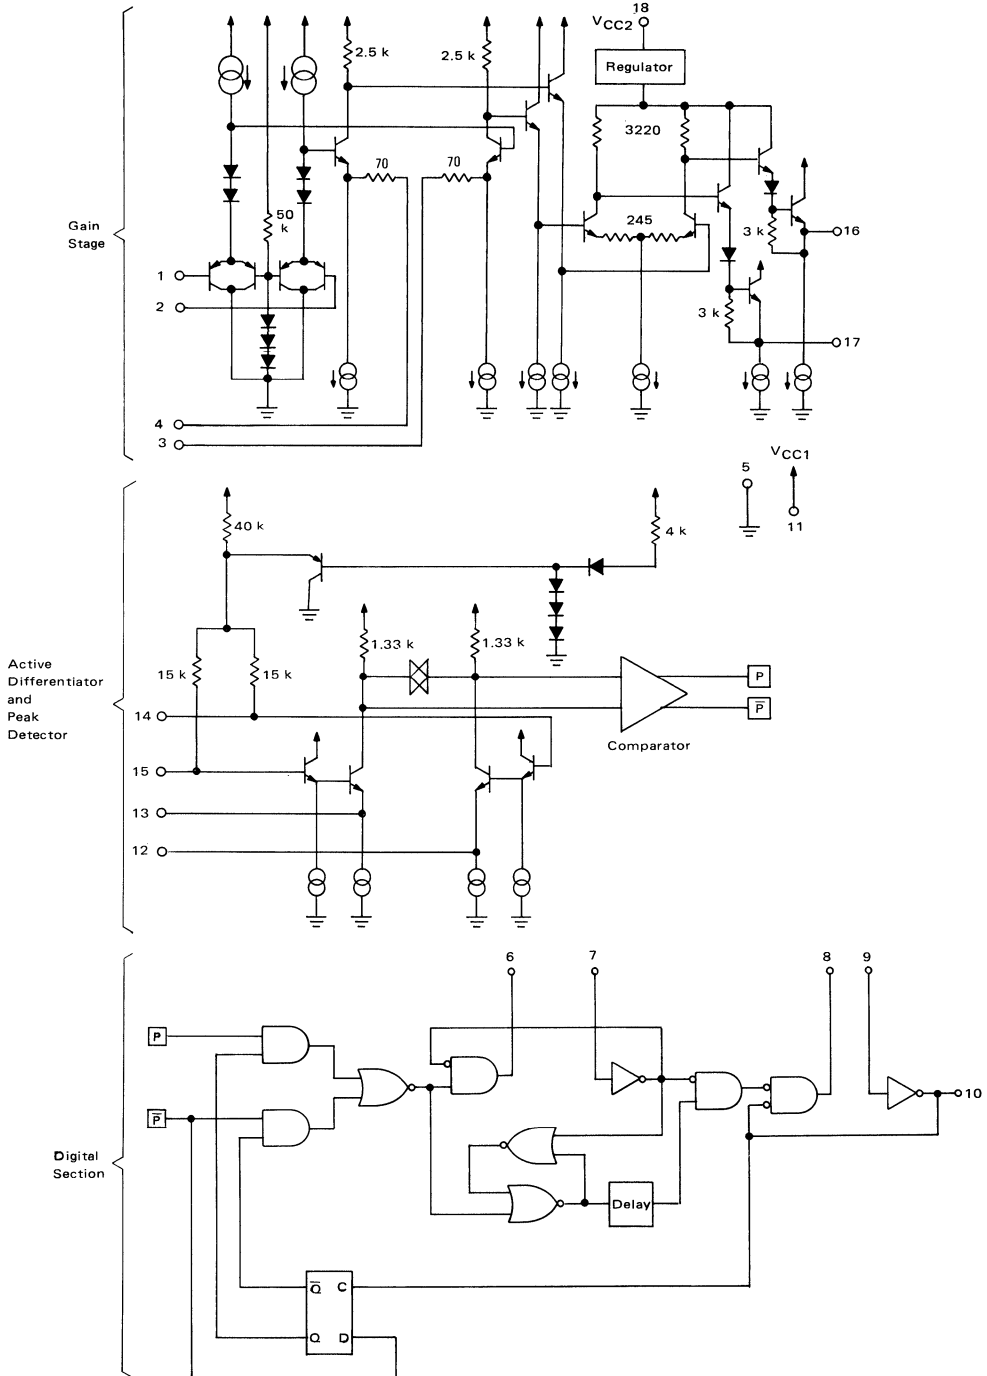 18
VCC2
Regulator
2.5 k
2.5 k
3220
70
70
Gain
Stage
50
k
245
3 k
16
1
2
3 k
17
4
3
5
VCC1
11
40 k
4 k
1.33 k
1.33 k
Active
Differentiator
and
Peak
Detector
15 k
15 k
P
P̅
14
Comparator
15
13
12
6
7
8
9
P
10
P̅
Digital
Section
Delay
Q̅ C
Q D